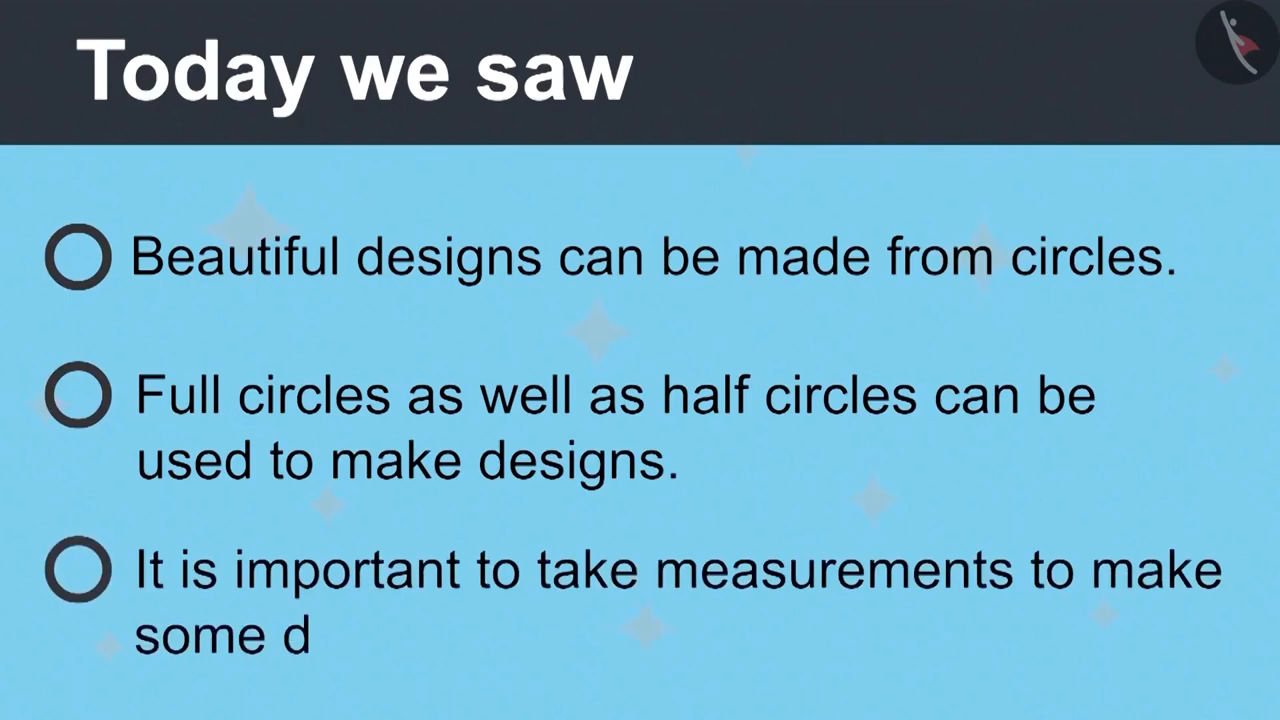 Today we saw
Beautiful designs can be made from circles.
Full circles as well as half circles can be
used to make designs.
It is important to take measurements to make
some d